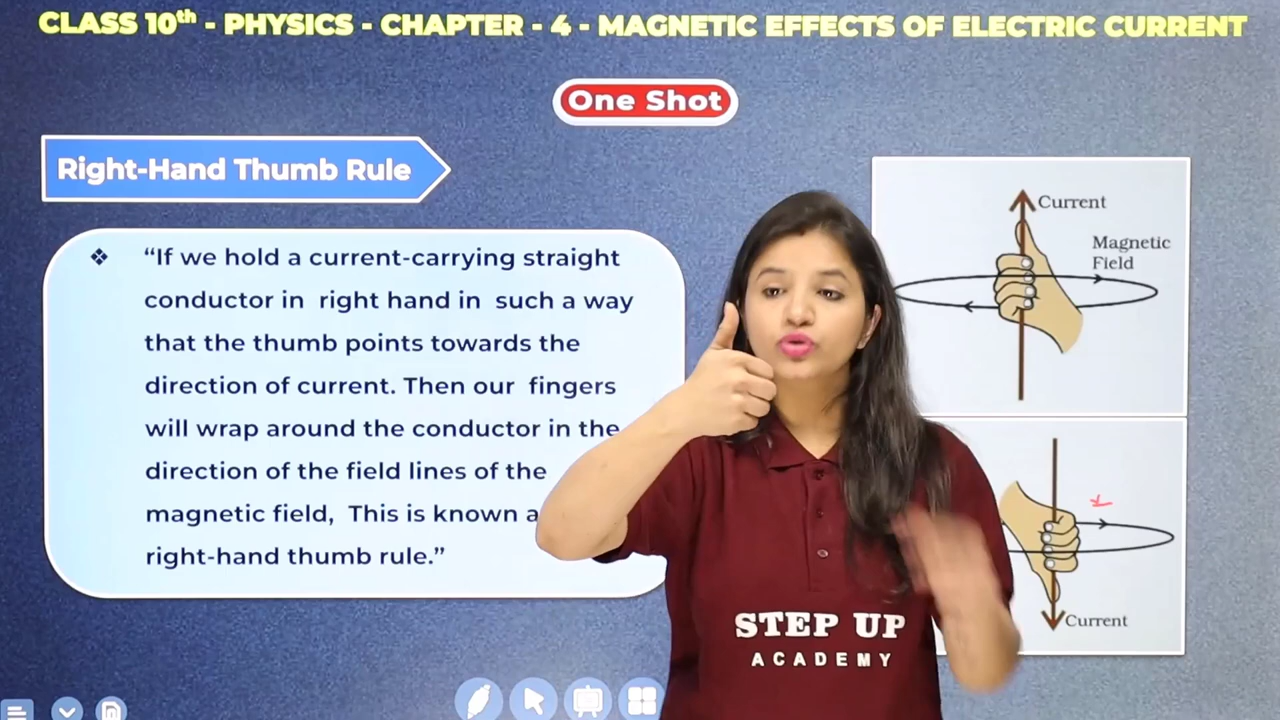 CLASS 10th - PHYSICS - CHAPTER - 4 - MAGNETIC EFFECTS OF ELECTRIC CURRENT
One Shot
Right-Hand Thumb Rule
❖ “If we hold a current-carrying straight
conductor in right hand in such a way
that the thumb points towards the
direction of current. Then our fingers
will wrap around the conductor in the
direction of the field lines of the
magnetic field, This is known
right-hand thumb rule.”
Current
Magnetic
Field
Current
STEP UP
ACADEMY